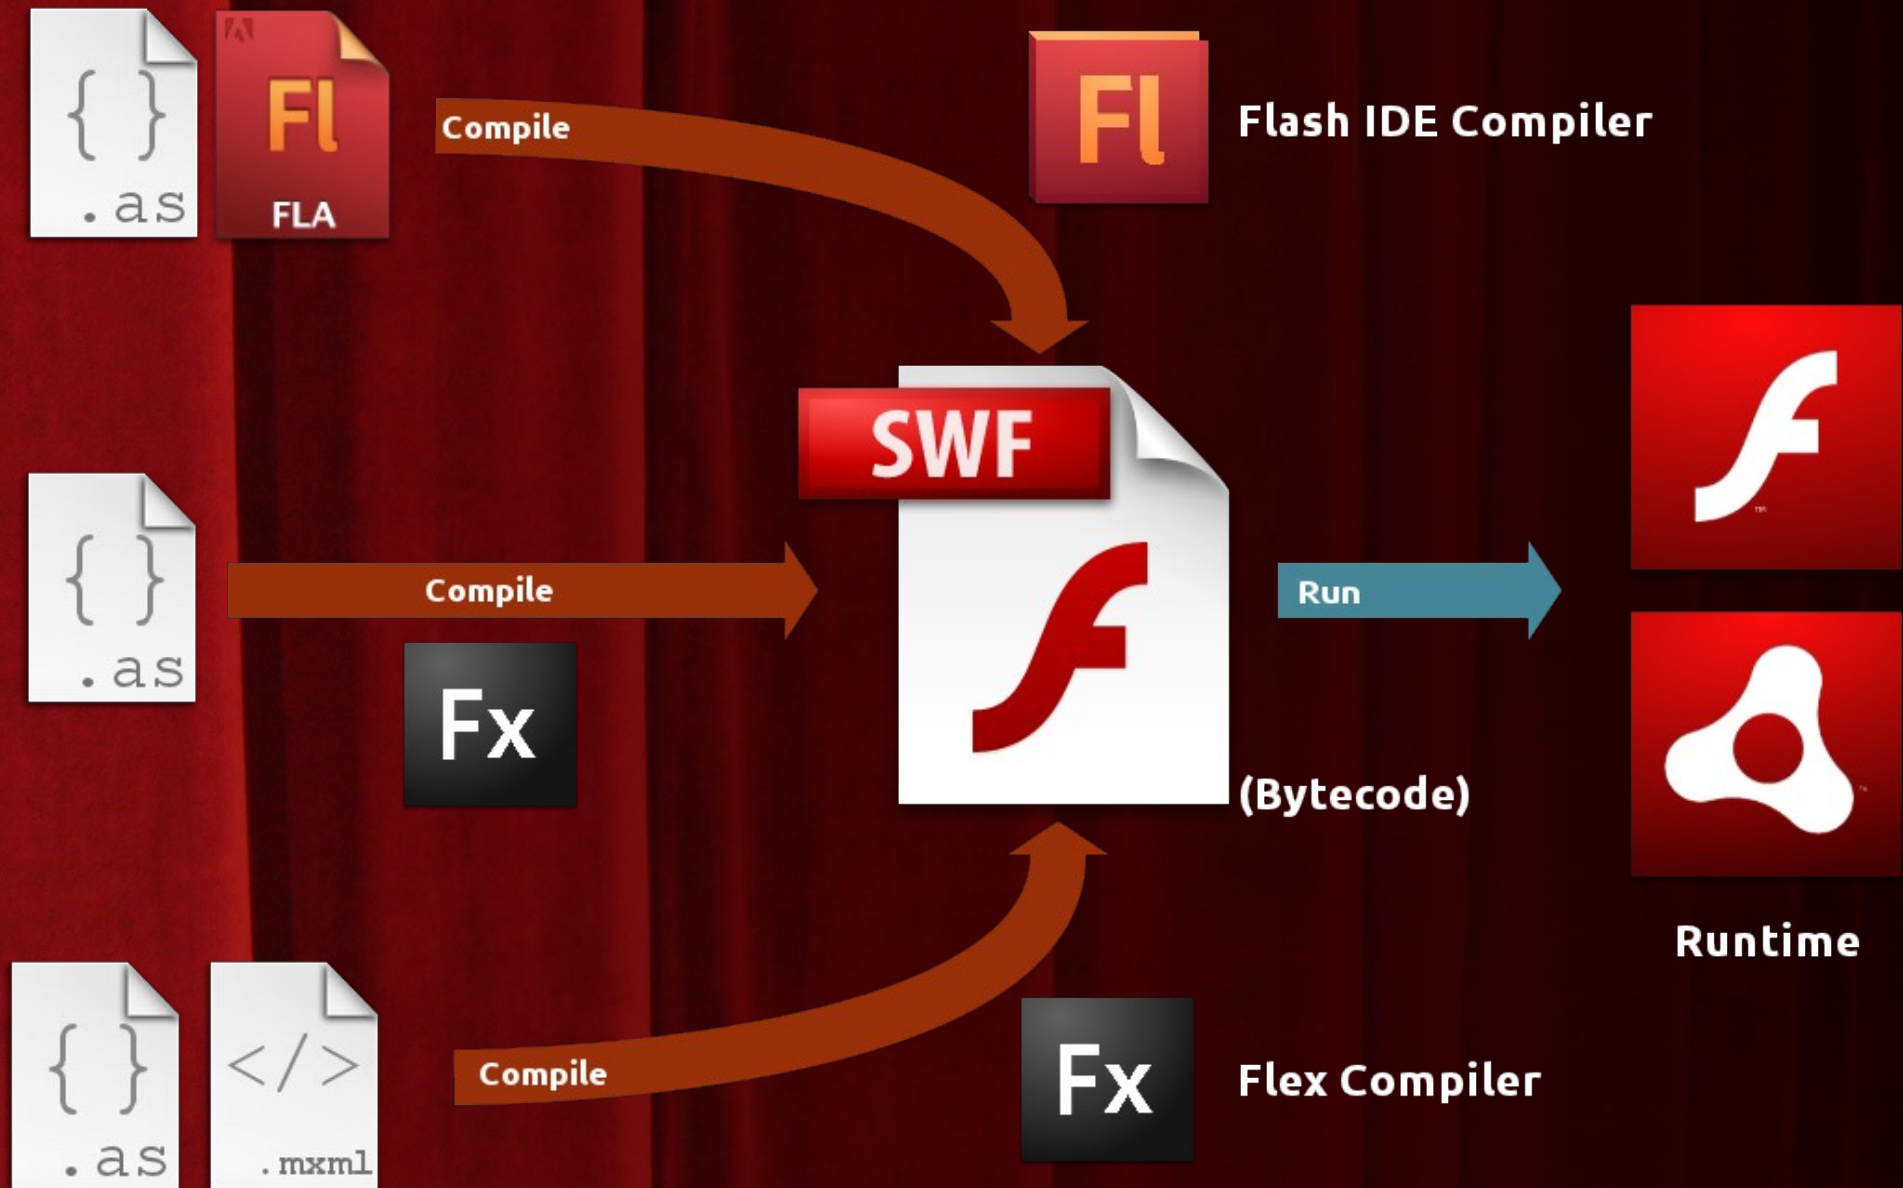 { }
.as
Fl
FLA
Compile
Fl
Flash IDE Compiler
SWF
{ }
.as
Compile
Fx
Run
(Bytecode)
Runtime
{ }
.as
</>
.mxml
Compile
Fx
Flex Compiler